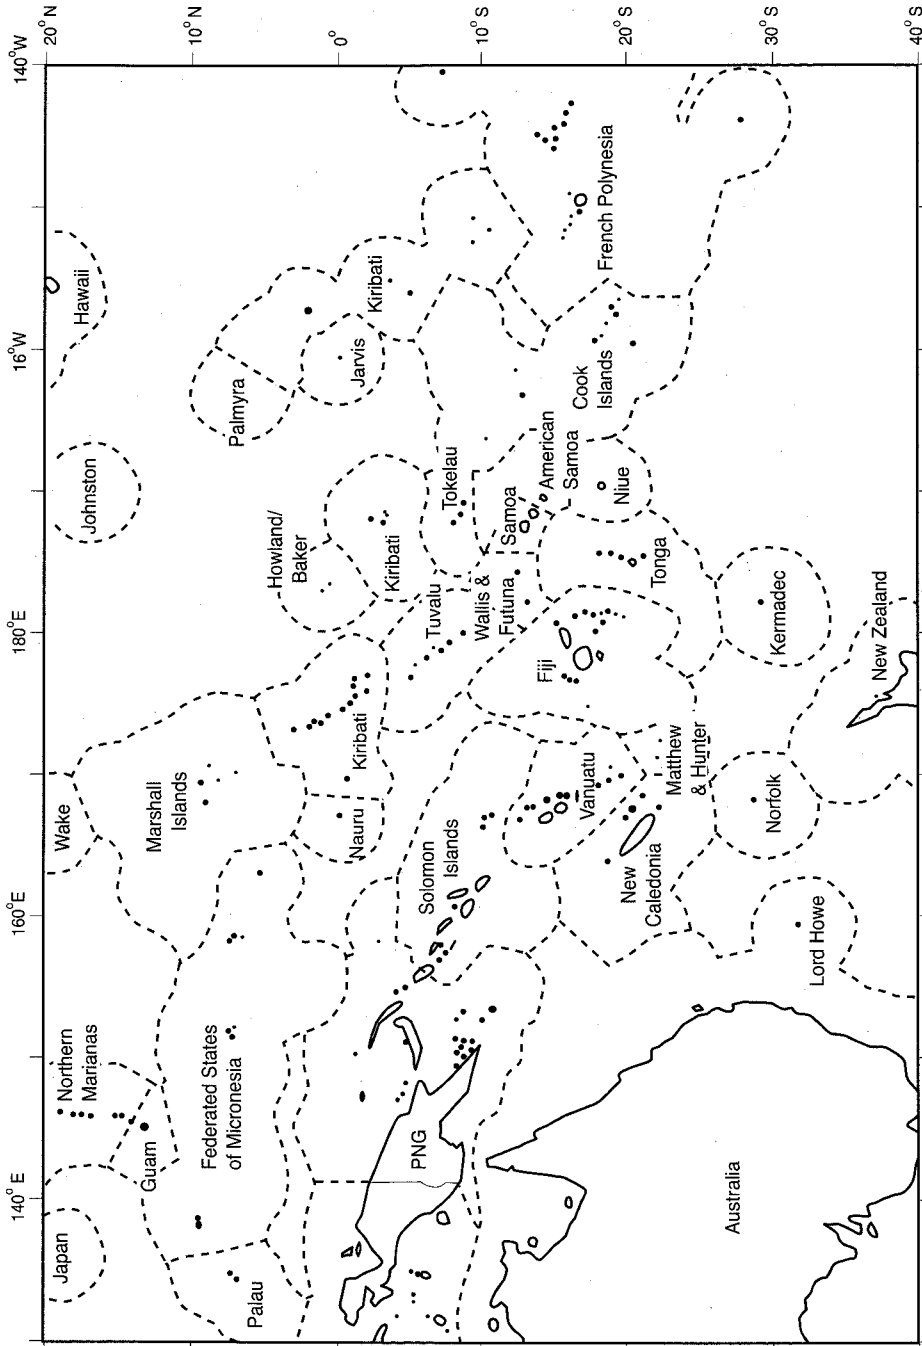 140° E
160° E
180°
16°W
140°W
20° N
10° N
0°
10° S
20° S
30° S
40° S
Japan
Northern
Marianas
Guam
Palau
Federated States
of Micronesia
Wake
Marshall
Islands
Nauru
Kiribati
Howland/
Baker
Kiribati
Johnston
Palmyra
Jarvis
Kiribati
Hawaii
PNG
Solomon
Islands
Tuvalu
Tokelau
Wallis &
Futuna
Samoa
American
Samoa
Cook
Islands
French Polynesia
Vanuatu
Fiji
Tonga
Niue
New
Caledonia
Matthew
& Hunter
Australia
Lord Howe
Norfolk
Kermadec
New Zealand